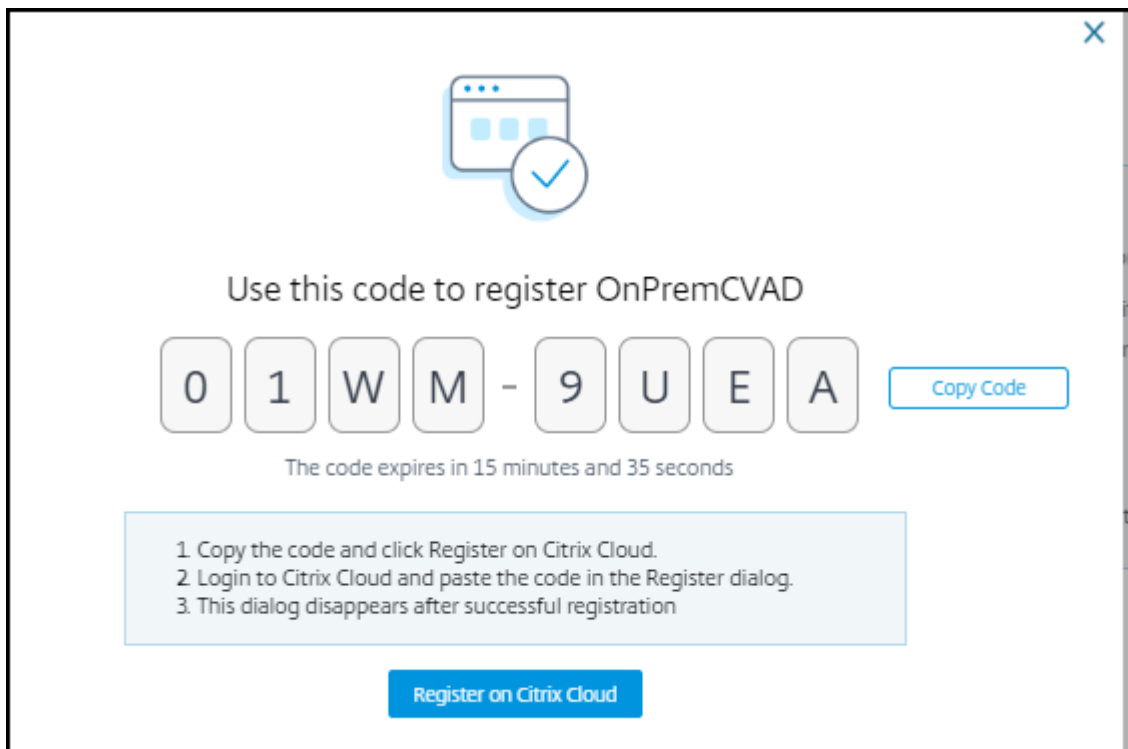 Use this code to register OnPremCVAD
0 1 W M - 9 U E A
Copy Code
The code expires in 15 minutes and 35 seconds
1. Copy the code and click Register on Citrix Cloud.
2. Login to Citrix Cloud and paste the code in the Register dialog.
3. This dialog disappears after successful registration
Register on Citrix Cloud